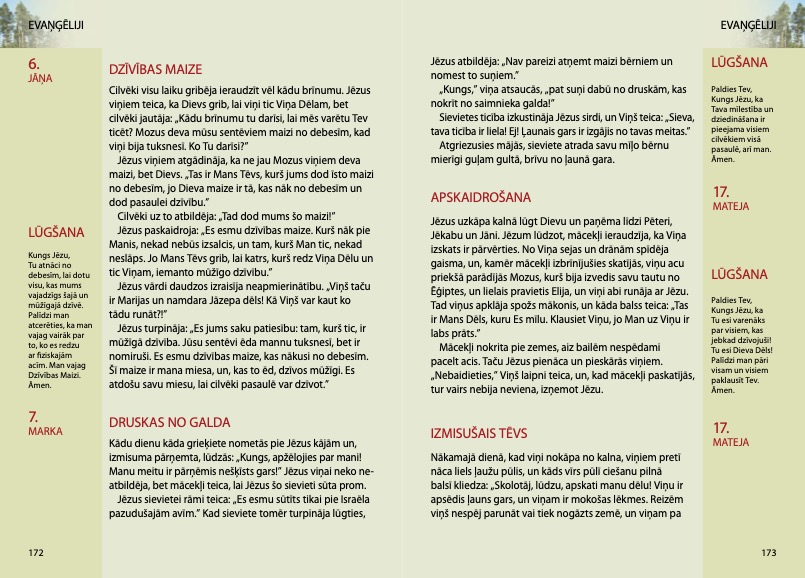 EVAŅĢĒLIJI
6.
JĀŅA
DZĪVĪBAS MAIZE
Cilvēki visu laiku gribēja ieraudzīt vēl kādu brīnumu. Jēzus
viņiem teica, ka Dievs grib, lai viņi tic Viņa Dēlam, bet
cilvēki jautāja: „Kādu brīnumu tu darīsi, lai mēs varētu Tev
ticēt? Mozus deva mūsu sentēviem maizi no debesīm, kad
viņi bija tuksnesī. Ko Tu darīsi?”
Jēzus viņiem atgādināja, ka ne jau Mozus viņiem deva
maizi, bet Dievs. „Tas ir Mans Tēvs, kurš jums dod īsto maizi
no debesīm, jo Dieva maize ir tā, kas nāk no debesīm un
dod pasaulei dzīvību.”
Cilvēki uz to atbildēja: „Tad dod mums šo maizi!”
Jēzus paskaidroja: „Es esmu dzīvības maize. Kurš nāk pie
Manis, nekad nebūs izsalcis, un tam, kurš Man tic, nekad
neslāps. Jo Mans Tēvs grib, lai katrs, kurš redz Viņa Dēlu un
tic Viņam, iemanto mūžīgo dzīvību.”
Jēzus vārdi daudzos izraisīja neapmierinātību. „Viņš taču
ir Marijas un namdara Jāzepa dēls! Kā Viņš var kaut ko
tādu runāt?!”
Jēzus turpināja: „Es jums saku patiesību: tam, kurš tic, ir
mūžīgā dzīvība. Jūsu sentēvi ēda mannu tuksnesī, bet ir
nomiruši. Es esmu dzīvības maize, kas nākusi no debesīm.
Šī maize ir mana miesa, un, kas to ēd, dzīvos mūžīgi. Es
atdošu savu miesu, lai cilvēki pasaulē var dzīvot.”
LŪGŠANA
Kungs Jēzu,
Tu atnāci no
debesīm, lai dotu
visu, kas mums
vajadzīgs šajā un
mūžīgajā dzīvē.
Palīdzi man
atcerēties, ka man
vajag vairāk par
to, ko es redzu
ar fiziskajām
acīm. Man vajag
Dzīvības Maizi.
Āmen.
7.
MARKA
DRUSKAS NO GALDA
Kādu dienu kāda grieķiete nometās pie Jēzus kājām un,
izmisuma pārņemta, lūdzās: „Kungs, apžēlojies par mani!
Manu meitu ir pārņēmis nešķīsts gars!” Jēzus viņai neko ne-
atbildēja, bet mācekļi teica, lai Jēzus šo sievieti sūta prom.
Jēzus sievietei rāmi teica: „Es esmu sūtīts tikai pie Israēla
pazudušajām avīm.” Kad sieviete tomēr turpināja lūgties,
172
EVAŅĢĒLIJI
Jēzus atbildēja: „Nav pareizi atņemt maizi bērniem un
nomest to suņiem.”
„Kungs,” viņa atsaucās, „pat suņi dabū no druskām, kas
nokrīt no saimnieka galda!”
Sievietes ticība izkustināja Jēzus sirdi, un Viņš teica: „Sieva,
tava ticība ir liela! Ej! Ļaunais gars ir izgājis no tavas meitas.”
Atgriezusies mājās, sieviete atrada savu mīļo bērnu
mierīgi guļam gultā, brīvu no ļaunā gara.
LŪGŠANA
Paldies Tev,
Kungs Jēzu, ka
Tava mīlestība un
dziedināšana ir
pieejama visiem
cilvēkiem visā
pasaulē, arī man.
Āmen.
17.
MATEJA
APSKAIDROŠANA
Jēzus uzkāpa kalnā lūgt Dievu un paņēma līdzi Pēteri,
Jēkabu un Jāni. Jēzum lūdzot, mācekļi ieraudzīja, ka Viņa
izskats ir pārvērties. No Viņa sejas un drānām spīdēja
gaisma, un, kamēr mācekļi izbrīnījušies skatījās, viņu acu
priekšā parādījās Mozus, kurš bija izvedis savu tautu no
Ēģiptes, un lielais pravietis Elija, un viņi abi runāja ar Jēzu.
Tad viņus apklāja spožs mākonis, un kāda balss teica: „Tas
ir Mans Dēls, kuru Es mīlu. Klausiet Viņu, jo Man uz Viņu ir
labs prāts.”
Mācekļi nokrita pie zemes, aiz bailēm nespēdami
pacelt acis. Taču Jēzus pienāca un pieskārās viņiem.
„Nebaidieties,” Viņš laipni teica, un, kad mācekļi paskatījās,
tur vairs nebija neviena, izņemot Jēzu.
LŪGŠANA
Paldies Tev,
Kungs Jēzu, ka
Tu esi varenāks
par visiem, kas
jebkad dzīvojuši!
Tu esi Dieva Dēls!
Palīdzi man pāri
visam un visiem
paklausīt Tev.
Āmen.
17.
MATEJA
IZMISUŠAIS TĒVS
Nākamajā dienā, kad viņi nokāpa no kalna, viņiem pretī
nāca liels ļaužu pūlis, un kāds vīrs pūlī ciešanu pilnā
balsī kliedza: „Skolotāj, lūdzu, apskati manu dēlu! Viņu ir
apsēdis ļauns gars, un viņam ir mokošas lēkmes. Reizēm
viņš nespēj parunāt vai tiek nogāzts zemē, un viņam pa
173